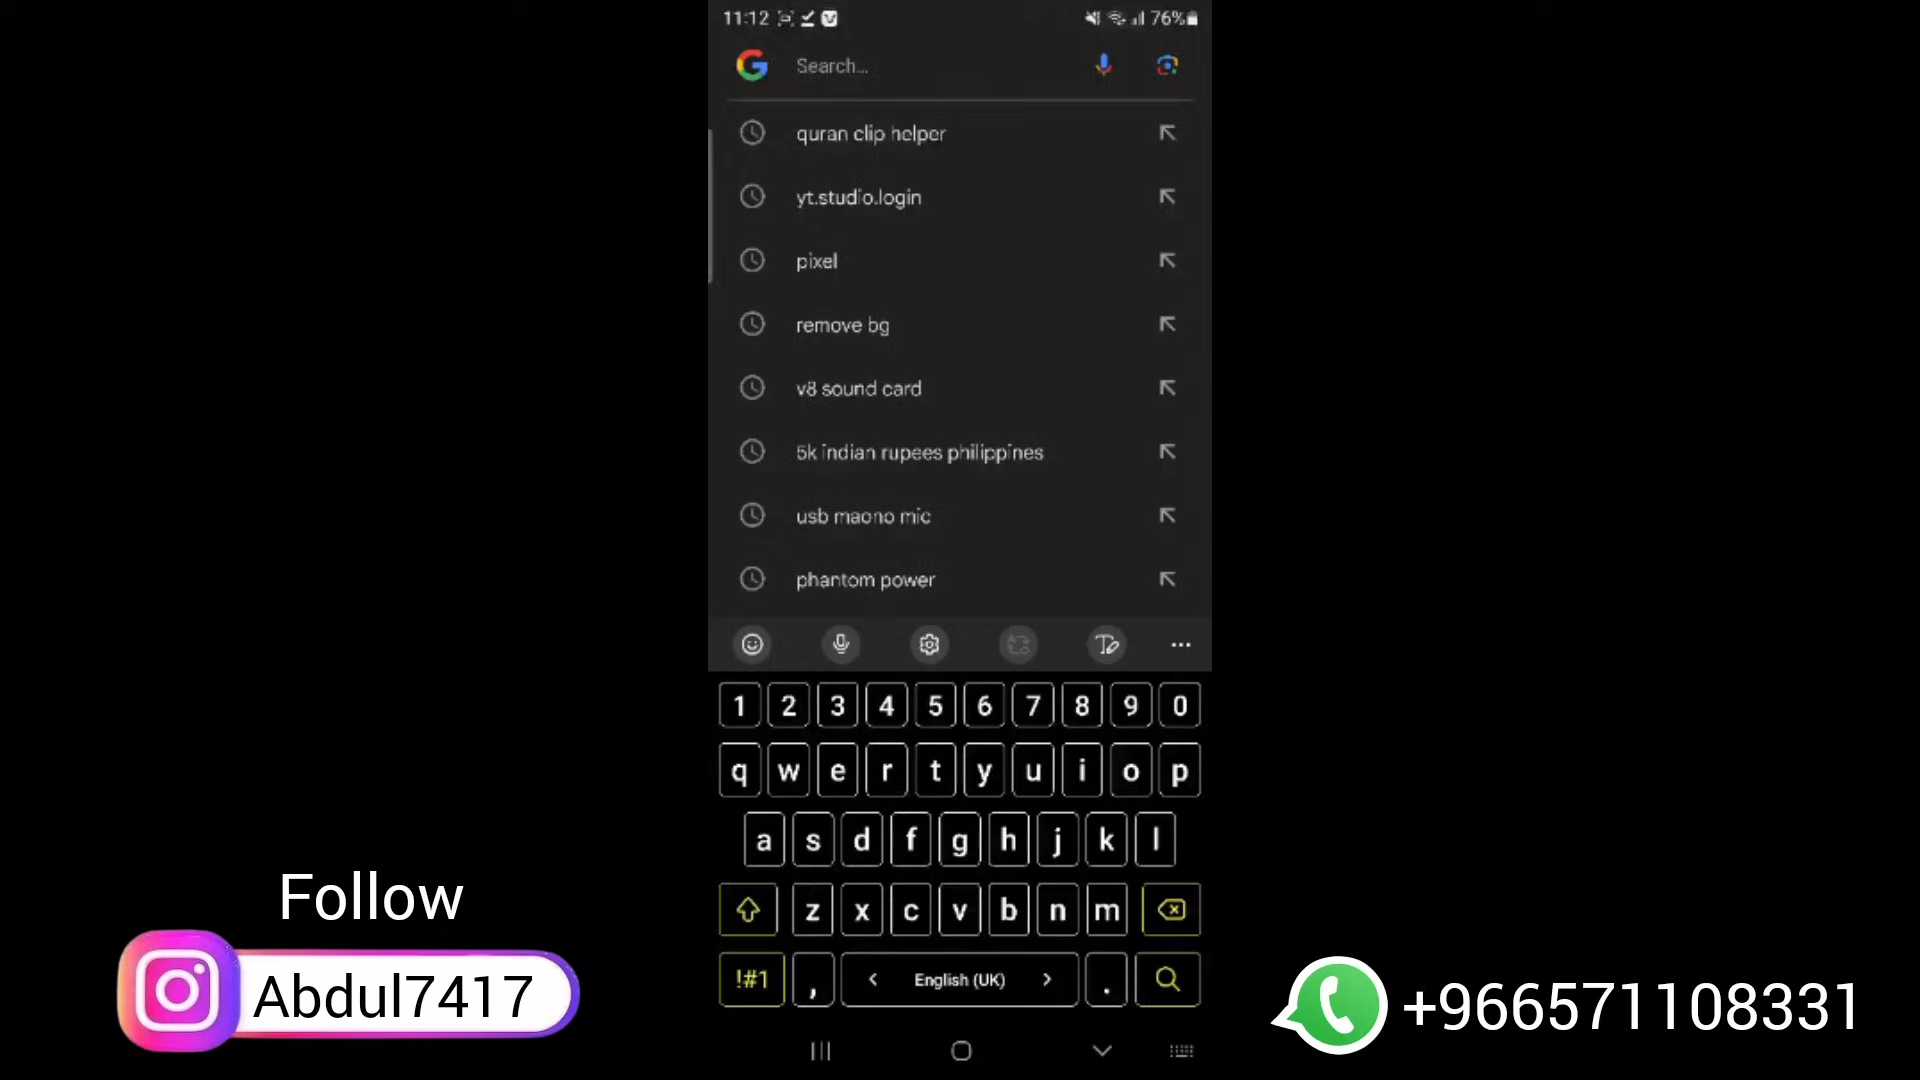 11:12
76%
Search...
quran clip helper
yt.studio.login
pixel
remove bg
v8 sound card
5k indian rupees philippines
usb maono mic
phantom power
1 2 3 4 5 6 7 8 9 0
q w e r t y u i o p
a s d f g h j k l
z x c v b n m
!#1 , < English (UK) > .
Follow
Abdul7417
+966571108331